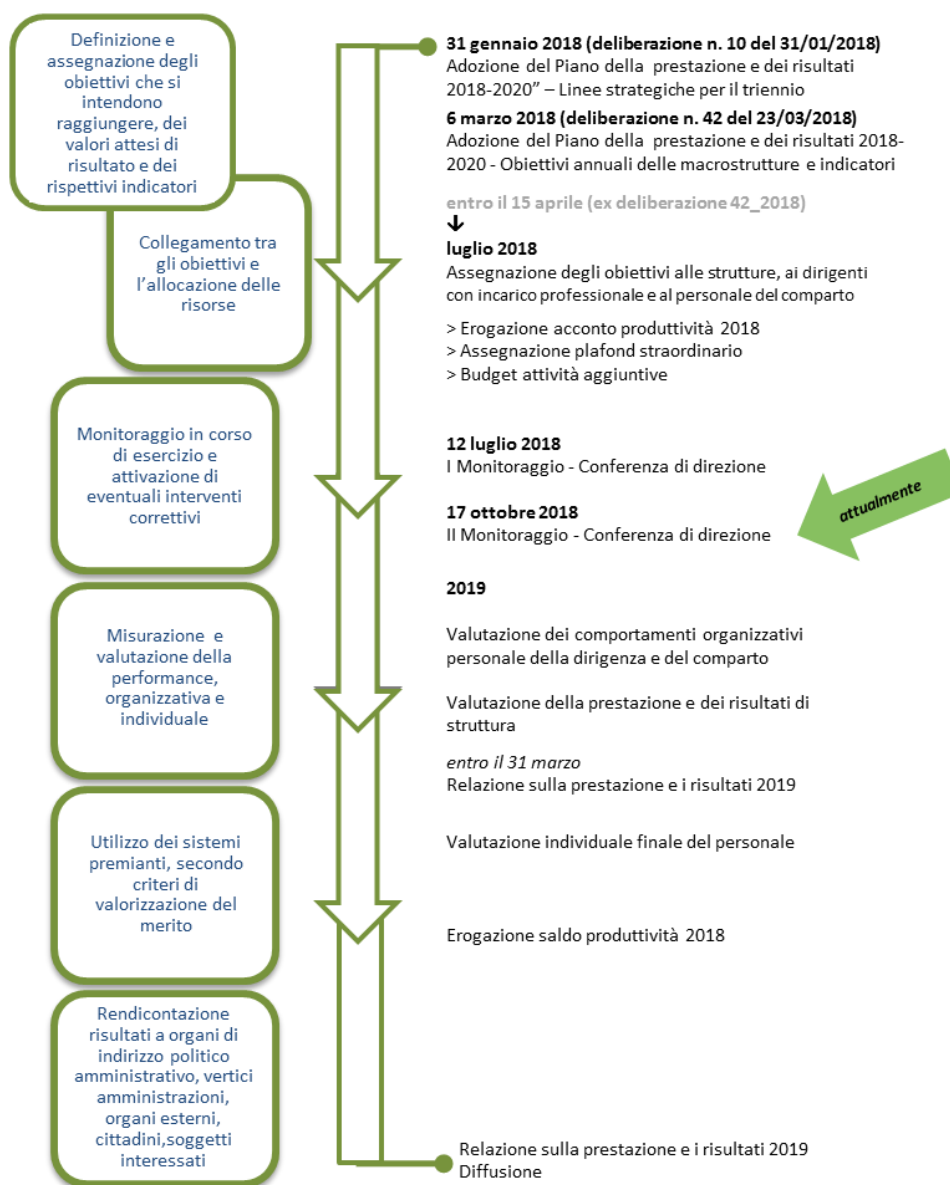 Definizione e
assegnazione degli
obiettivi che si
intendono
raggiungere, dei
valori attesi di
risultato e dei
rispettivi indicatori
31 gennaio 2018 (deliberazione n. 10 del 31/01/2018)
Adozione del Piano della prestazione e dei risultati
2018-2020” – Linee strategiche per il triennio
6 marzo 2018 (deliberazione n. 42 del 23/03/2018)
Adozione del Piano della prestazione e dei risultati 2018-
2020 - Obiettivi annuali delle macrostrutture e indicatori
entro il 15 aprile (ex deliberazione 42_2018)
Collegamento tra
gli obiettivi e
l’allocazione delle
risorse
luglio 2018
Assegnazione degli obiettivi alle strutture, ai dirigenti
con incarico professionale e al personale del comparto
> Erogazione acconto produttività 2018
> Assegnazione plafond straordinario
> Budget attività aggiuntive
Monitoraggio in corso
di esercizio e
attivazione di
eventuali interventi
correttivi
12 luglio 2018
I Monitoraggio - Conferenza di direzione
17 ottobre 2018
II Monitoraggio - Conferenza di direzione
attualmente
2019
Misurazione e
valutazione della
performance,
organizzativa e
individuale
Valutazione dei comportamenti organizzativi
personale della dirigenza e del comparto
Valutazione della prestazione e dei risultati di
struttura
entro il 31 marzo
Relazione sulla prestazione e i risultati 2019
Utilizzo dei sistemi
premianti, secondo
criteri di
valorizzazione del
merito
Valutazione individuale finale del personale
Erogazione saldo produttività 2018
Rendicontazione
risultati a organi di
indirizzo politico
amministrativo, vertici
amministrazioni,
organi esterni,
cittadini,soggetti
interessati
Relazione sulla prestazione e i risultati 2019
Diffusione